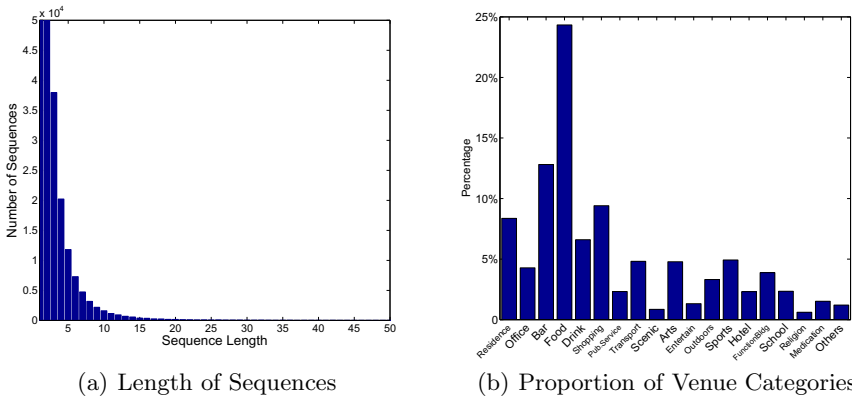 5 x 10⁴
4.5
4
3.5
3
2.5
2
1.5
1
0.5
0
5 10 15 20 25 30 35 40 45 50
Number of Sequences
Sequence Length
(a) Length of Sequences
25%
20%
15%
10%
5%
0
Percentage
Residence Office Bar Food Drink Shopping Pub.Service Transport Scenic Arts Entertain Outdoors Sports Hotel FunctionBldg School Religion Medication Others
(b) Proportion of Venue Categories